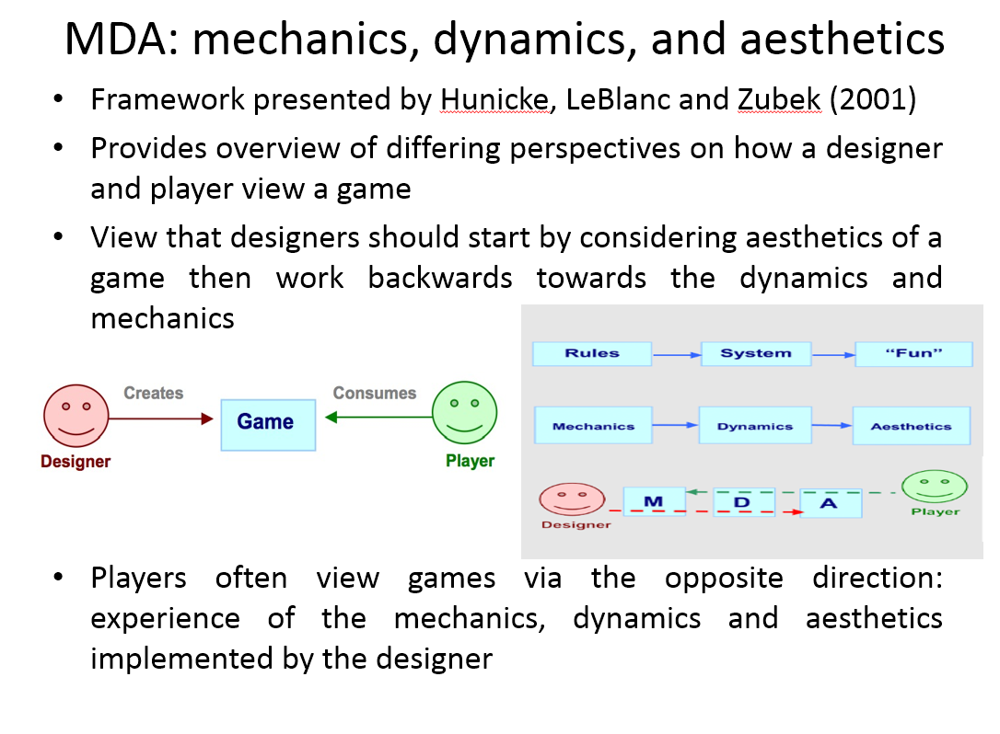 MDA: mechanics, dynamics, and aesthetics
• Framework presented by Hunicke, LeBlanc and Zubek (2001)
• Provides overview of differing perspectives on how a designer
and player view a game
• View that designers should start by considering aesthetics of a
game then work backwards towards the dynamics and
mechanics
Creates
Consumes
Game
Designer
Player
Rules
System
“Fun”
Mechanics
Dynamics
Aesthetics
M
D
A
Designer
Player
• Players often view games via the opposite direction:
experience of the mechanics, dynamics and aesthetics
implemented by the designer